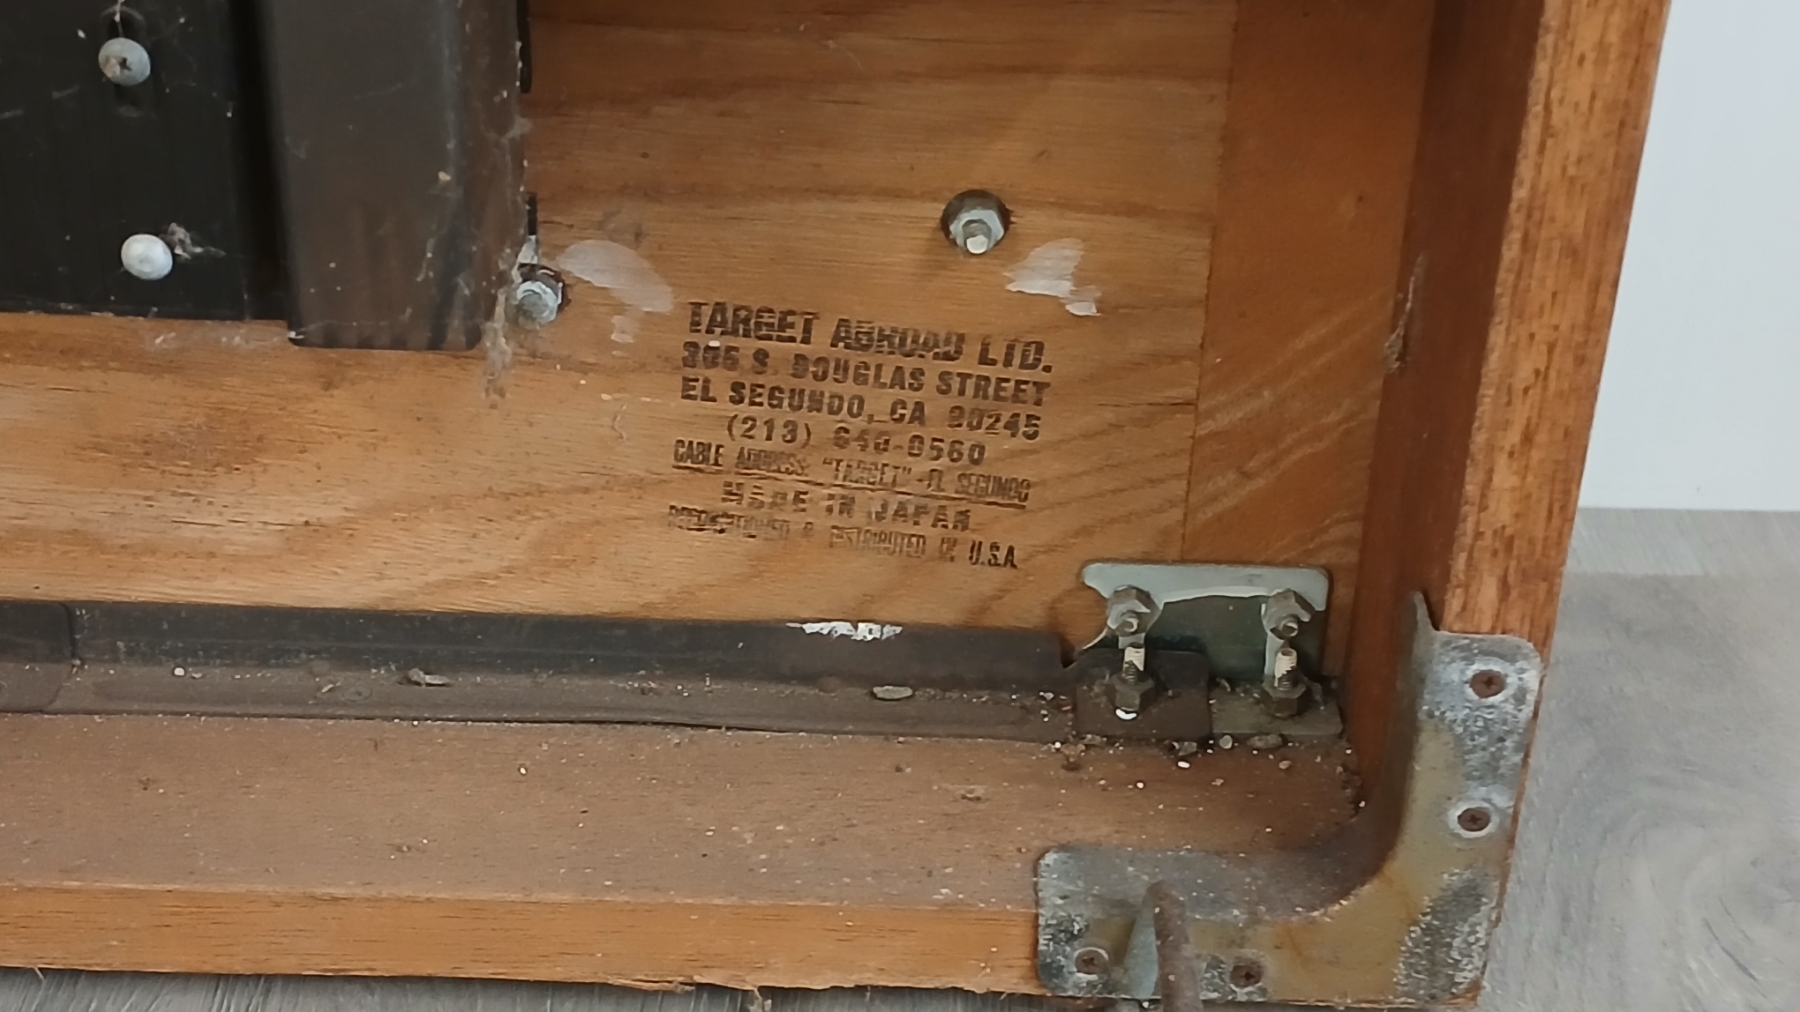 TARGET ABROAD LTD.
305 S. DOUGLAS STREET
EL SEGUNDO, CA 90245
(213) 640-0560
CABLE ADDRESS: "TARGET" - EL SEGUNDO
MADE IN JAPAN
RECONDITIONED & DISTRIBUTED IN U.S.A.